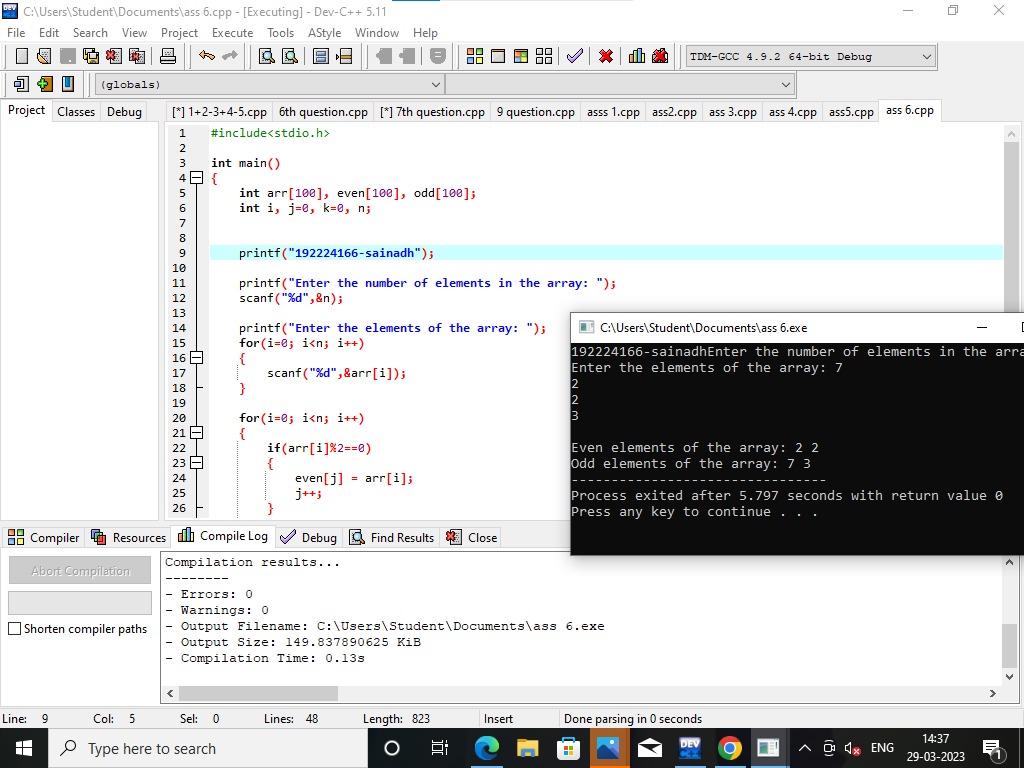 C:\Users\Student\Documents\ass 6.cpp - [Executing] - Dev-C++ 5.11
File Edit Search View Project Execute Tools AStyle Window Help
TDM-GCC 4.9.2 64-bit Debug
(globals)
Project Classes Debug
[*] 1+2-3+4-5.cpp 6th question.cpp [*] 7th question.cpp 9 question.cpp asss 1.cpp ass2.cpp ass 3.cpp ass 4.cpp ass5.cpp ass 6.cpp
1 #include<stdio.h>
2
3 int main()
4 {
5 int arr[100], even[100], odd[100];
6 int i, j=0, k=0, n;
7
8
9 printf("192224166-sainadh");
10
11 printf("Enter the number of elements in the array: ");
12 scanf("%d",&n);
13
14 printf("Enter the elements of the array: ");
15 for(i=0; i<n; i++)
16 {
17 scanf("%d",&arr[i]);
18 }
19
20 for(i=0; i<n; i++)
21 {
22 if(arr[i]%2==0)
23 {
24 even[j] = arr[i];
25 j++;
26 }
C:\Users\Student\Documents\ass 6.exe
192224166-sainadhEnter the number of elements in the arra
Enter the elements of the array: 7
2
2
3
Even elements of the array: 2 2
Odd elements of the array: 7 3
--------------------------------
Process exited after 5.797 seconds with return value 0
Press any key to continue . . .
Compiler Resources Compile Log Debug Find Results Close
Abort Compilation
Shorten compiler paths
Compilation results...
--------
- Errors: 0
- Warnings: 0
- Output Filename: C:\Users\Student\Documents\ass 6.exe
- Output Size: 149.837890625 KiB
- Compilation Time: 0.13s
Line: 9 Col: 5 Sel: 0 Lines: 48 Length: 823 Insert Done parsing in 0 seconds
Type here to search
DEV
ENG
14:37
29-03-2023
1